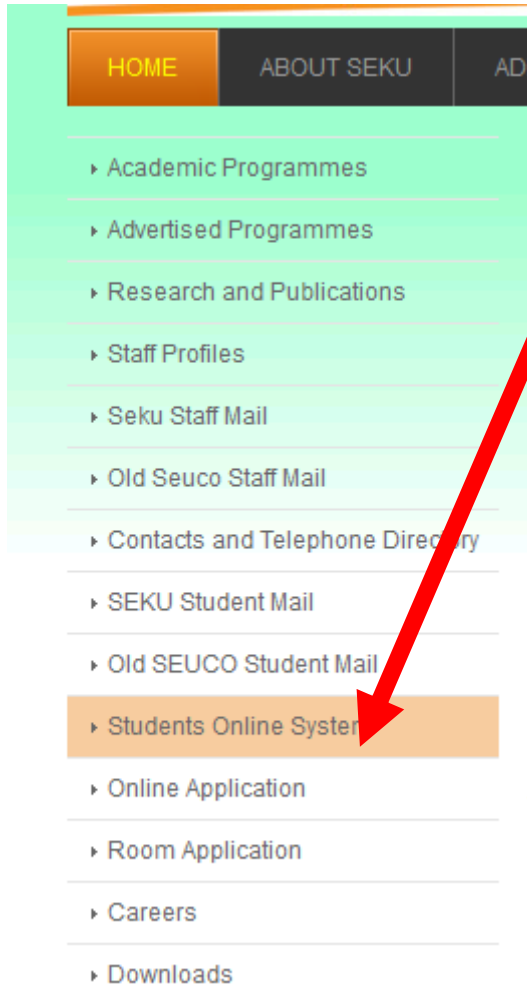 HOME ABOUT SEKU AD
Academic Programmes
Advertised Programmes
Research and Publications
Staff Profiles
Seku Staff Mail
Old Seuco Staff Mail
Contacts and Telephone Directory
SEKU Student Mail
Old SEUCO Student Mail
Students Online System
Online Application
Room Application
Careers
Downloads